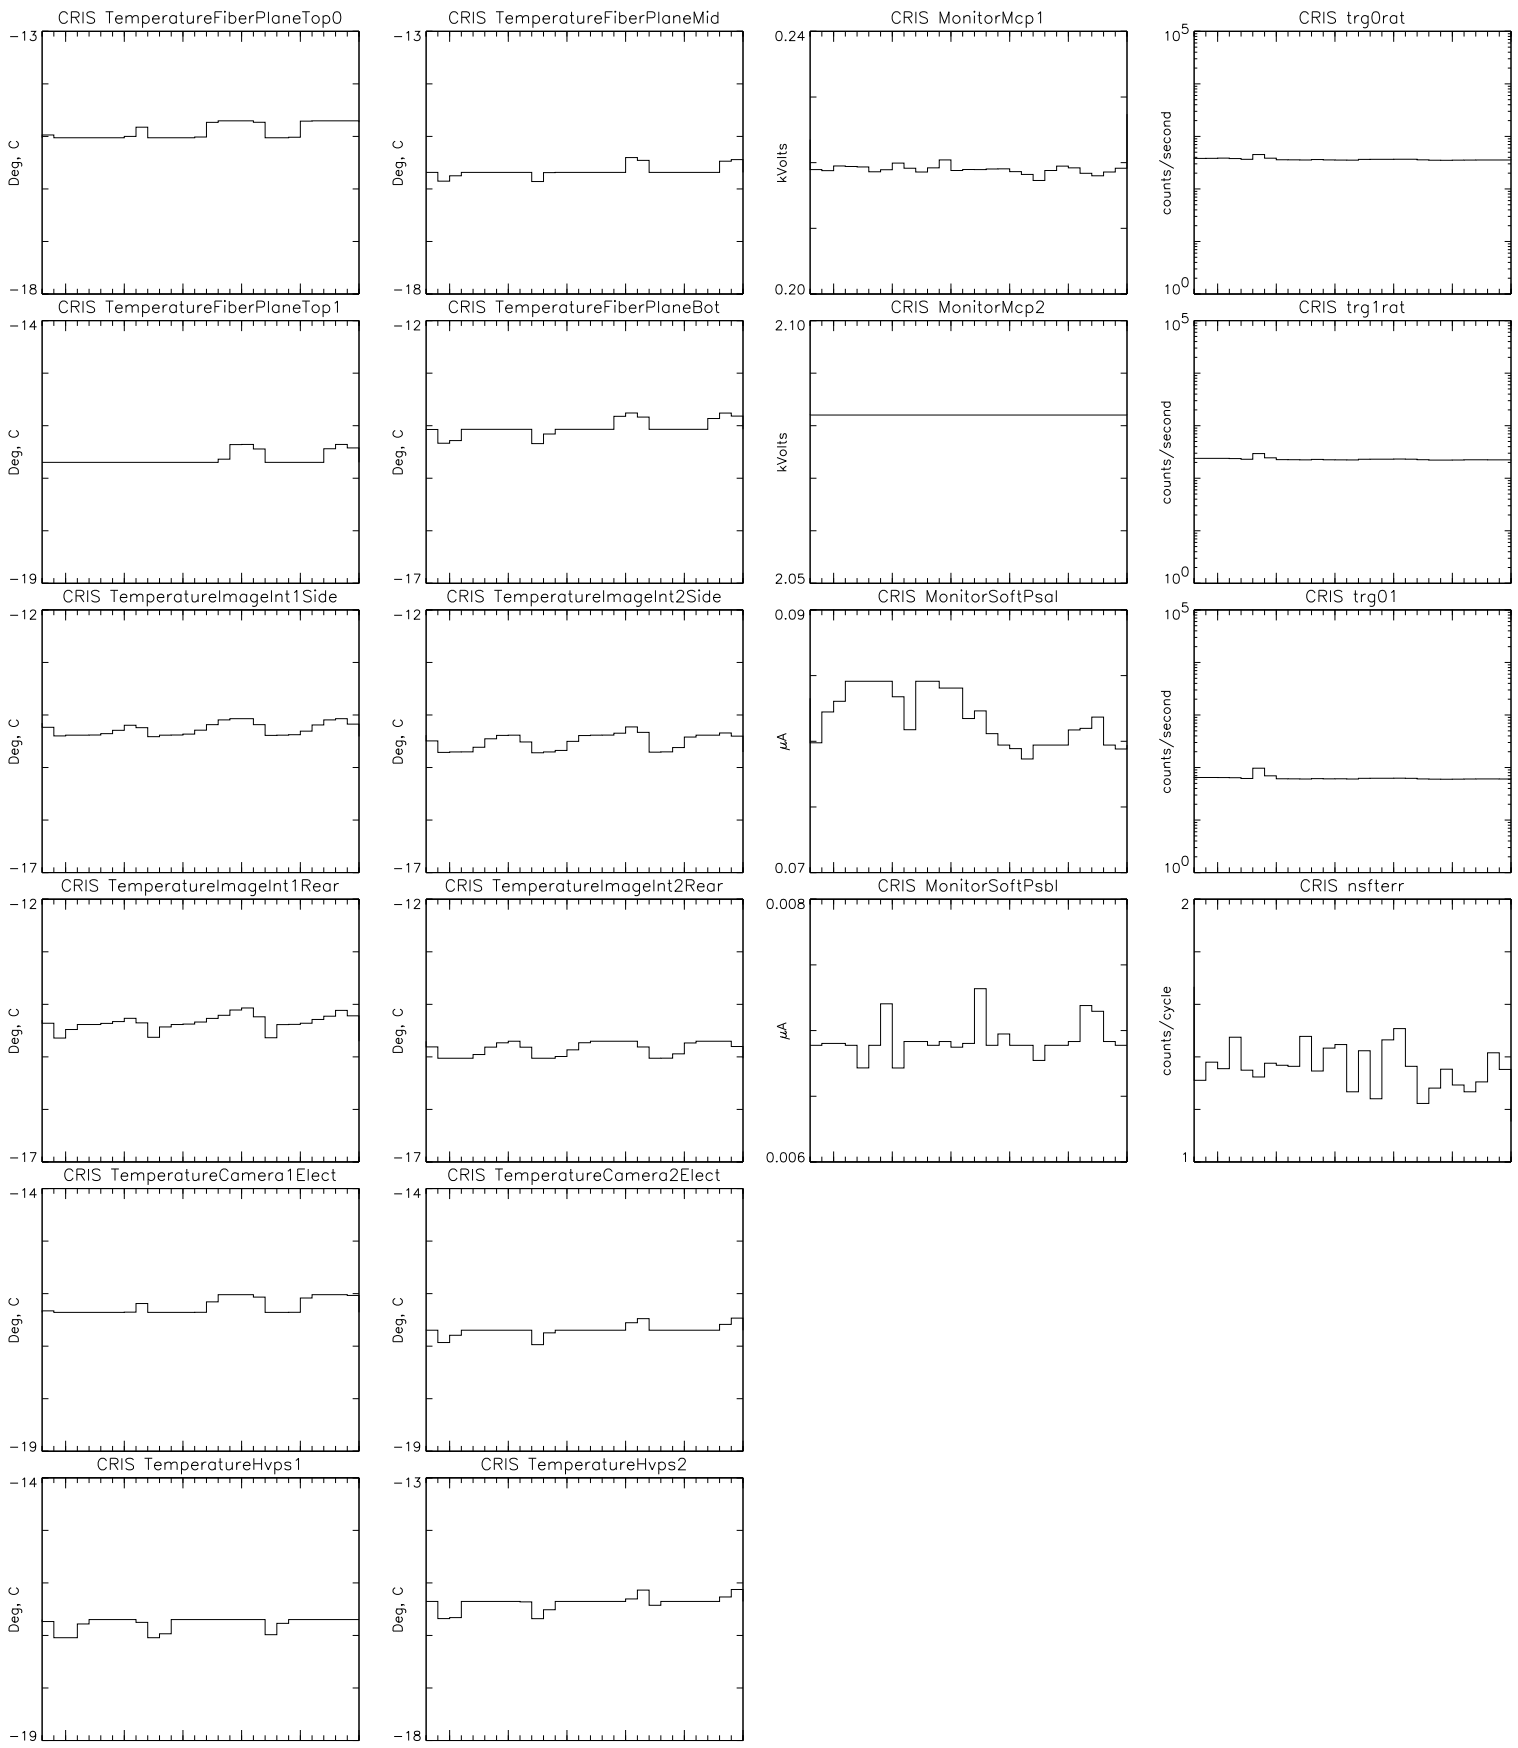 CRIS TemperatureFiberPlaneTop0
-13
Deg, C
-18
CRIS TemperatureFiberPlaneMid
-13
Deg, C
-18
CRIS MonitorMcp1
0.24
kVolts
0.20
CRIS trg0rat
10^5
counts/second
10^0
CRIS TemperatureFiberPlaneTop1
-14
Deg, C
-19
CRIS TemperatureFiberPlaneBot
-12
Deg, C
-17
CRIS MonitorMcp2
2.10
kVolts
2.05
CRIS trg1rat
10^5
counts/second
10^0
CRIS TemperatureImageInt1Side
-12
Deg, C
-17
CRIS TemperatureImageInt2Side
-12
Deg, C
-17
CRIS MonitorSoftPsaI
0.09
μA
0.07
CRIS trg01
10^5
counts/second
10^0
CRIS TemperatureImageInt1Rear
-12
Deg, C
-17
CRIS TemperatureImageInt2Rear
-12
Deg, C
-17
CRIS MonitorSoftPsbI
0.008
μA
0.006
CRIS nsfterr
2
counts/cycle
1
CRIS TemperatureCamera1Elect
-14
Deg, C
-19
CRIS TemperatureCamera2Elect
-14
Deg, C
-19
CRIS TemperatureHvps1
-14
Deg, C
-19
CRIS TemperatureHvps2
-13
Deg, C
-18